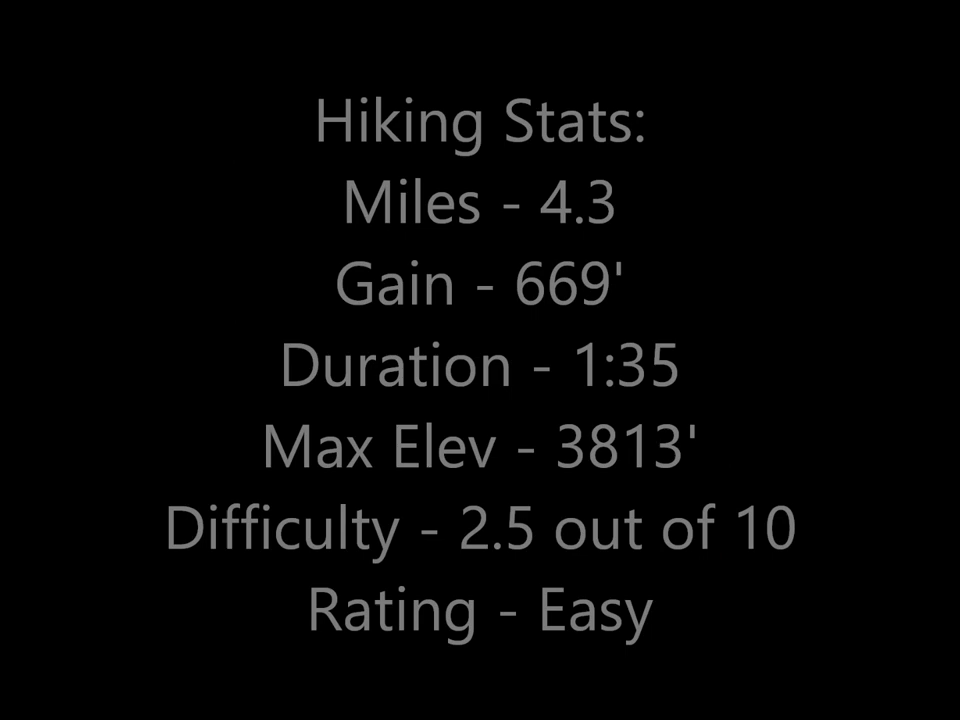 Hiking Stats:
Miles - 4.3
Gain - 669'
Duration - 1:35
Max Elev - 3813'
Difficulty - 2.5 out of 10
Rating - Easy